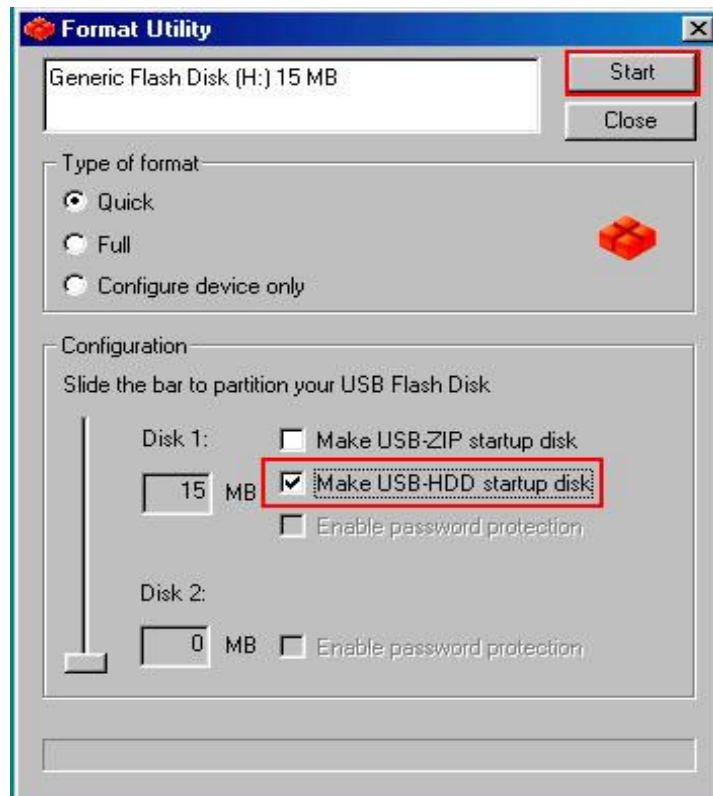 Format Utility
Generic Flash Disk (H:) 15 MB
Start
Close
Type of format
Quick
Full
Configure device only
Configuration
Slide the bar to partition your USB Flash Disk
Disk 1:
Make USB-ZIP startup disk
15 MB
Make USB-HDD startup disk
Enable password protection
Disk 2:
0 MB
Enable password protection